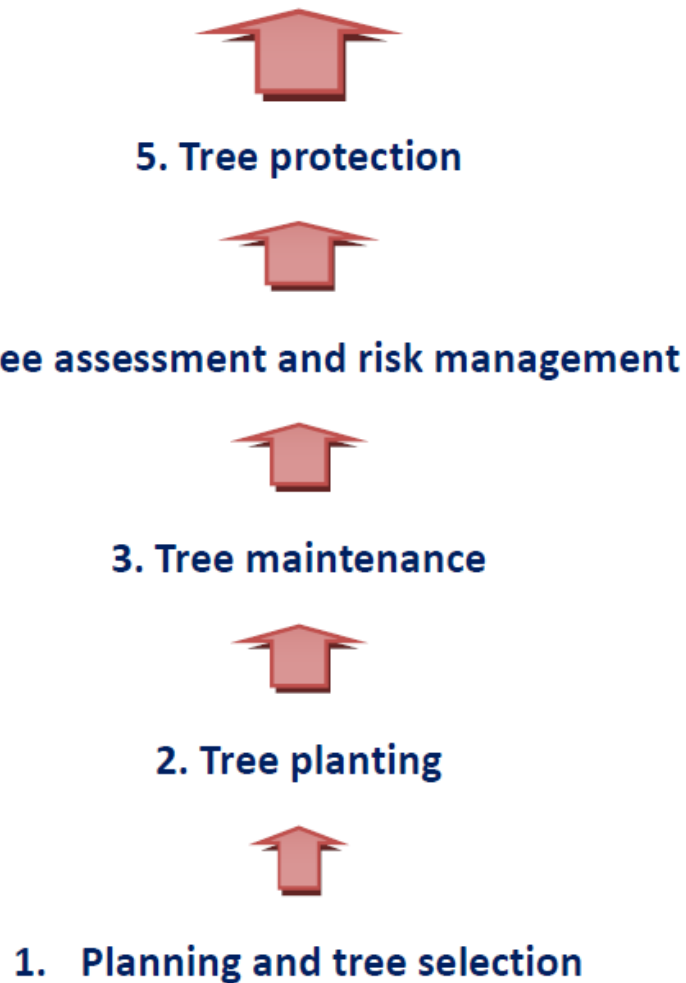 5. Tree protection
ee assessment and risk management
3. Tree maintenance
2. Tree planting
1. Planning and tree selection